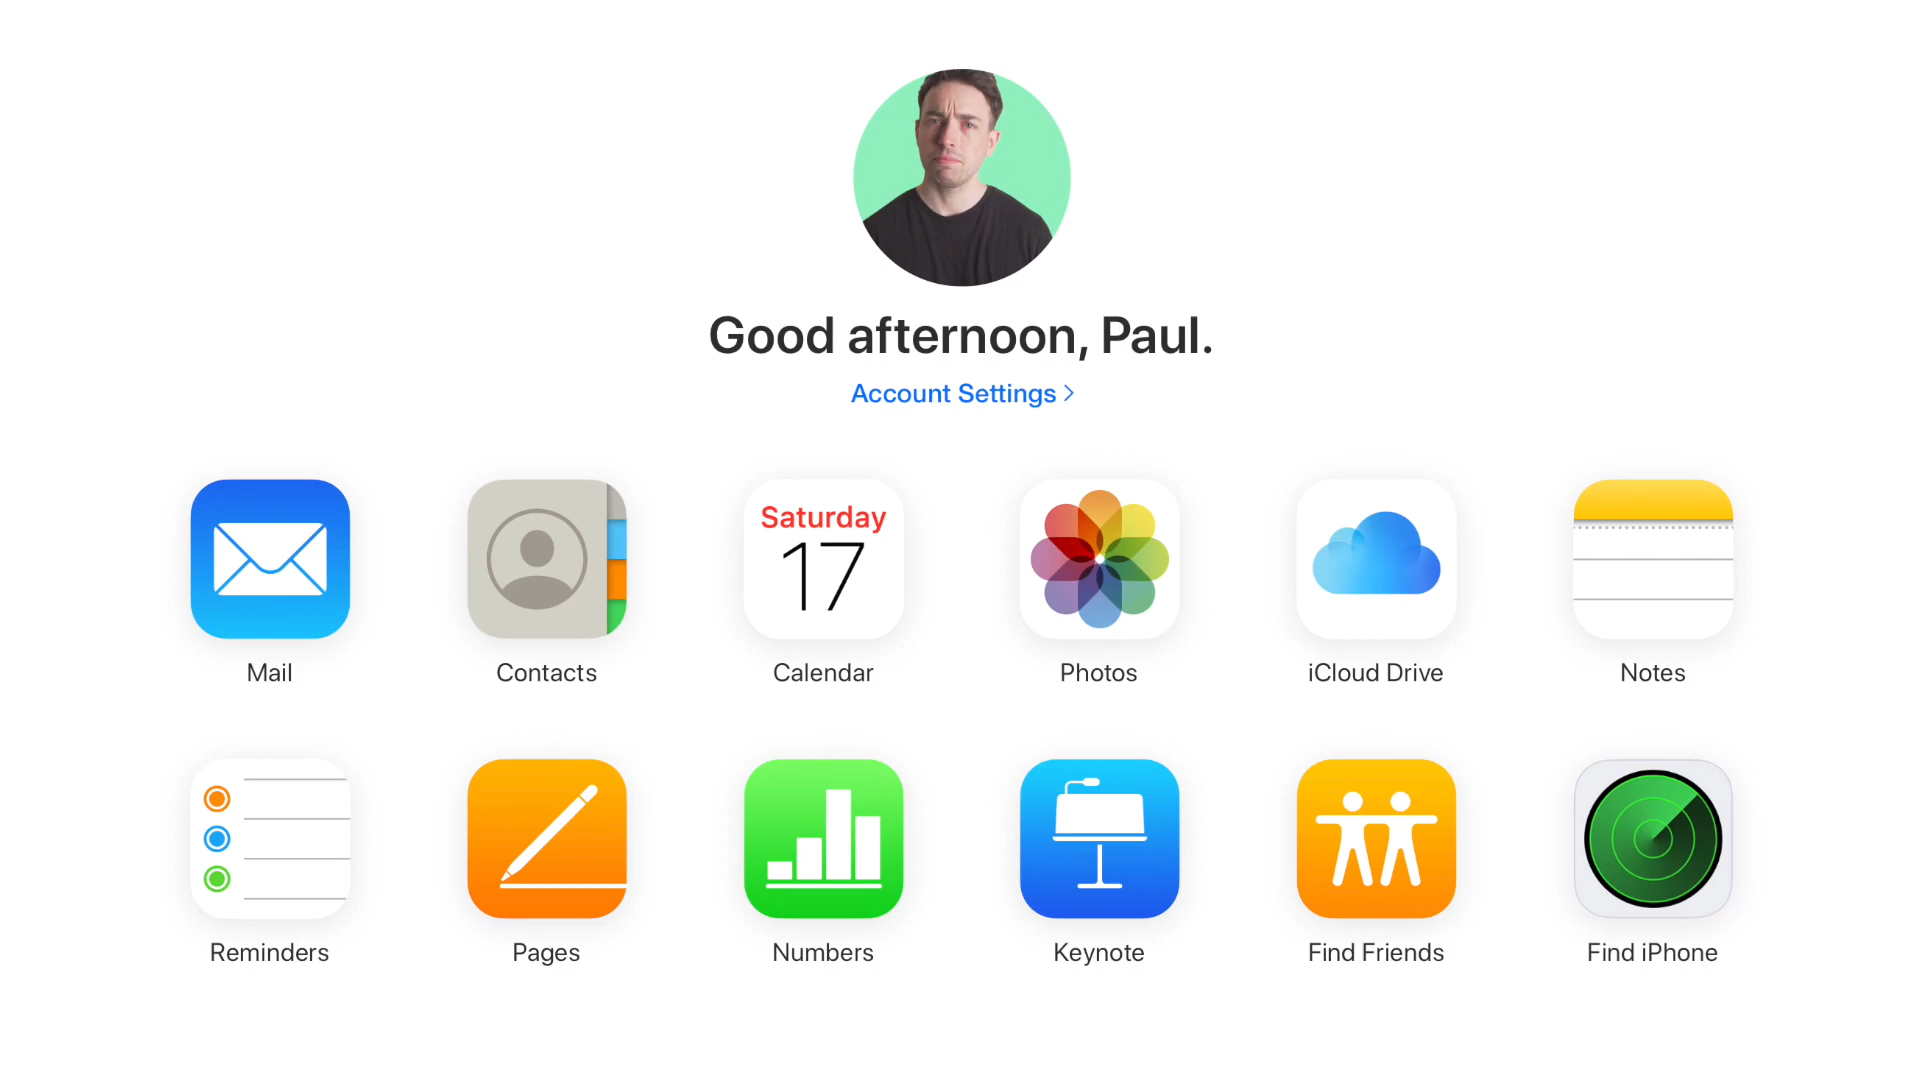 Good afternoon, Paul.
Account Settings >
Saturday
17
Mail
Contacts
Calendar
Photos
iCloud Drive
Notes
Reminders
Pages
Numbers
Keynote
Find Friends
Find iPhone